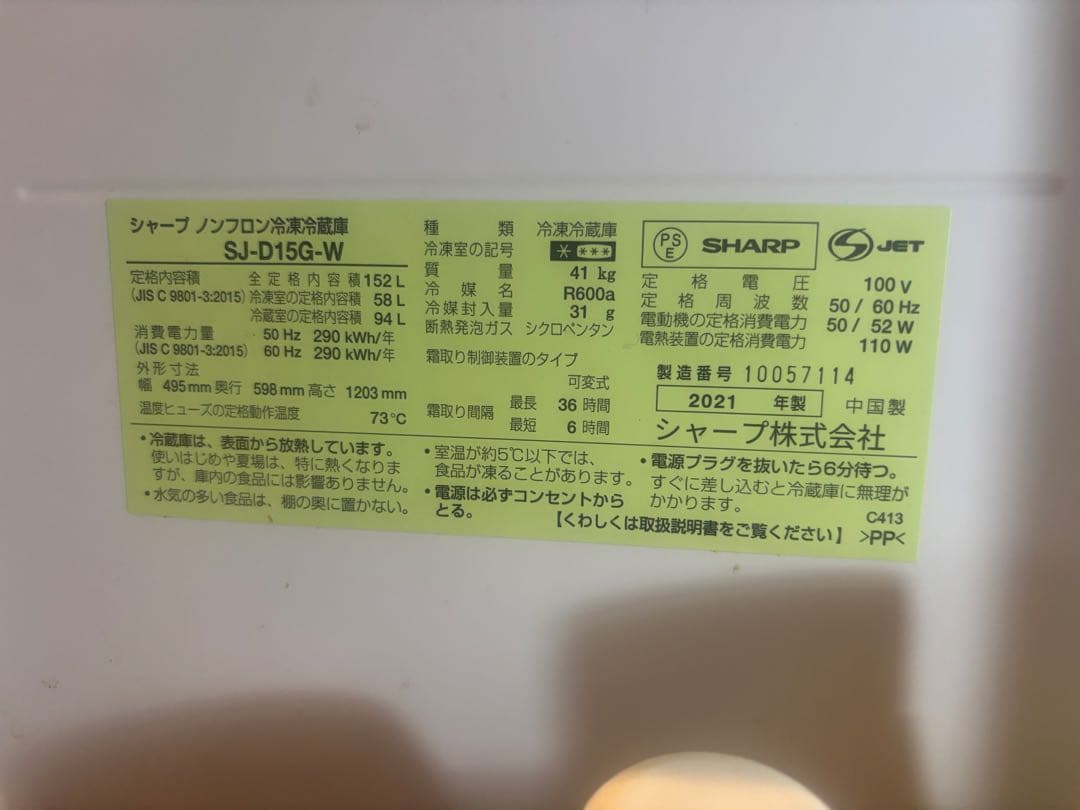 シャープ ノンフロン冷凍冷蔵庫
SJ-D15G-W
定格内容積 全定格内容積 152 L
(JIS C 9801-3:2015) 冷凍室の定格内容積 58 L
冷蔵室の定格内容積 94 L
消費電力量 50 Hz 290 kWh/年
(JIS C 9801-3:2015) 60 Hz 290 kWh/年
外形寸法
幅 495 mm 奥行 598 mm 高さ 1203 mm
温度ヒューズの定格動作温度 73℃
種類 冷凍冷蔵庫
冷凍室の記号 * ***
質量 41 kg
冷媒名 R600a
冷媒封入量 31 g
断熱発泡ガス シクロペンタン
霜取り制御装置のタイプ
可変式
霜取り間隔 最長 36 時間
最短 6 時間
PSE SHARP JET
定格電圧 100 V
定格周波数 50 / 60 Hz
電動機の定格消費電力 50 / 52 W
電熱装置の定格消費電力 110 W
製造番号 10057114
2021 年製 中国製
シャープ株式会社
・冷蔵庫は、表面から放熱しています。
使いはじめや夏場は、特に熱くなりま
すが、庫内の食品には影響ありません。
・水気の多い食品は、棚の奥に置かない。
・室温が約5℃以下では、
食品が凍ることがあります。
・電源は必ずコンセントから
とる。
・電源プラグを抜いたら6分待つ。
すぐに差し込むと冷蔵庫に無理が
かかります。
C413
【くわしくは取扱説明書をご覧ください】 >PP<